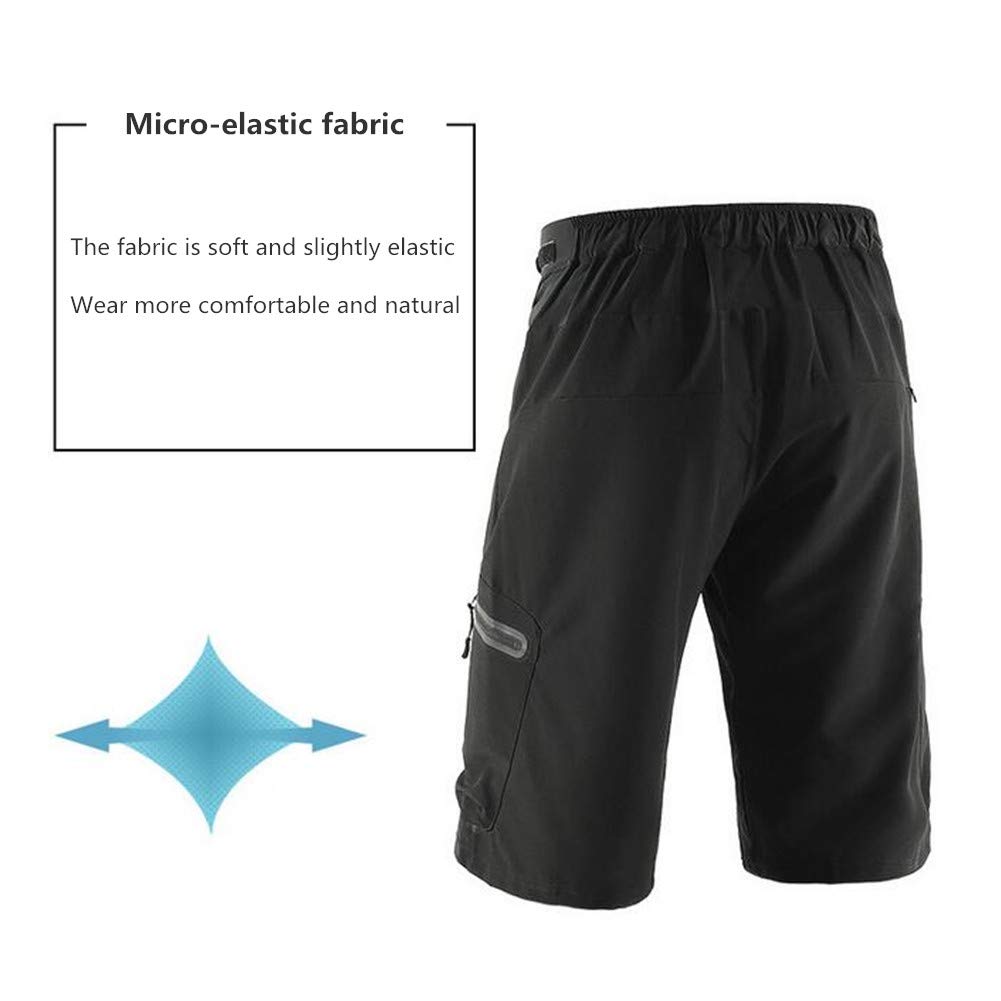 Micro-elastic fabric
The fabric is soft and slightly elastic
Wear more comfortable and natural